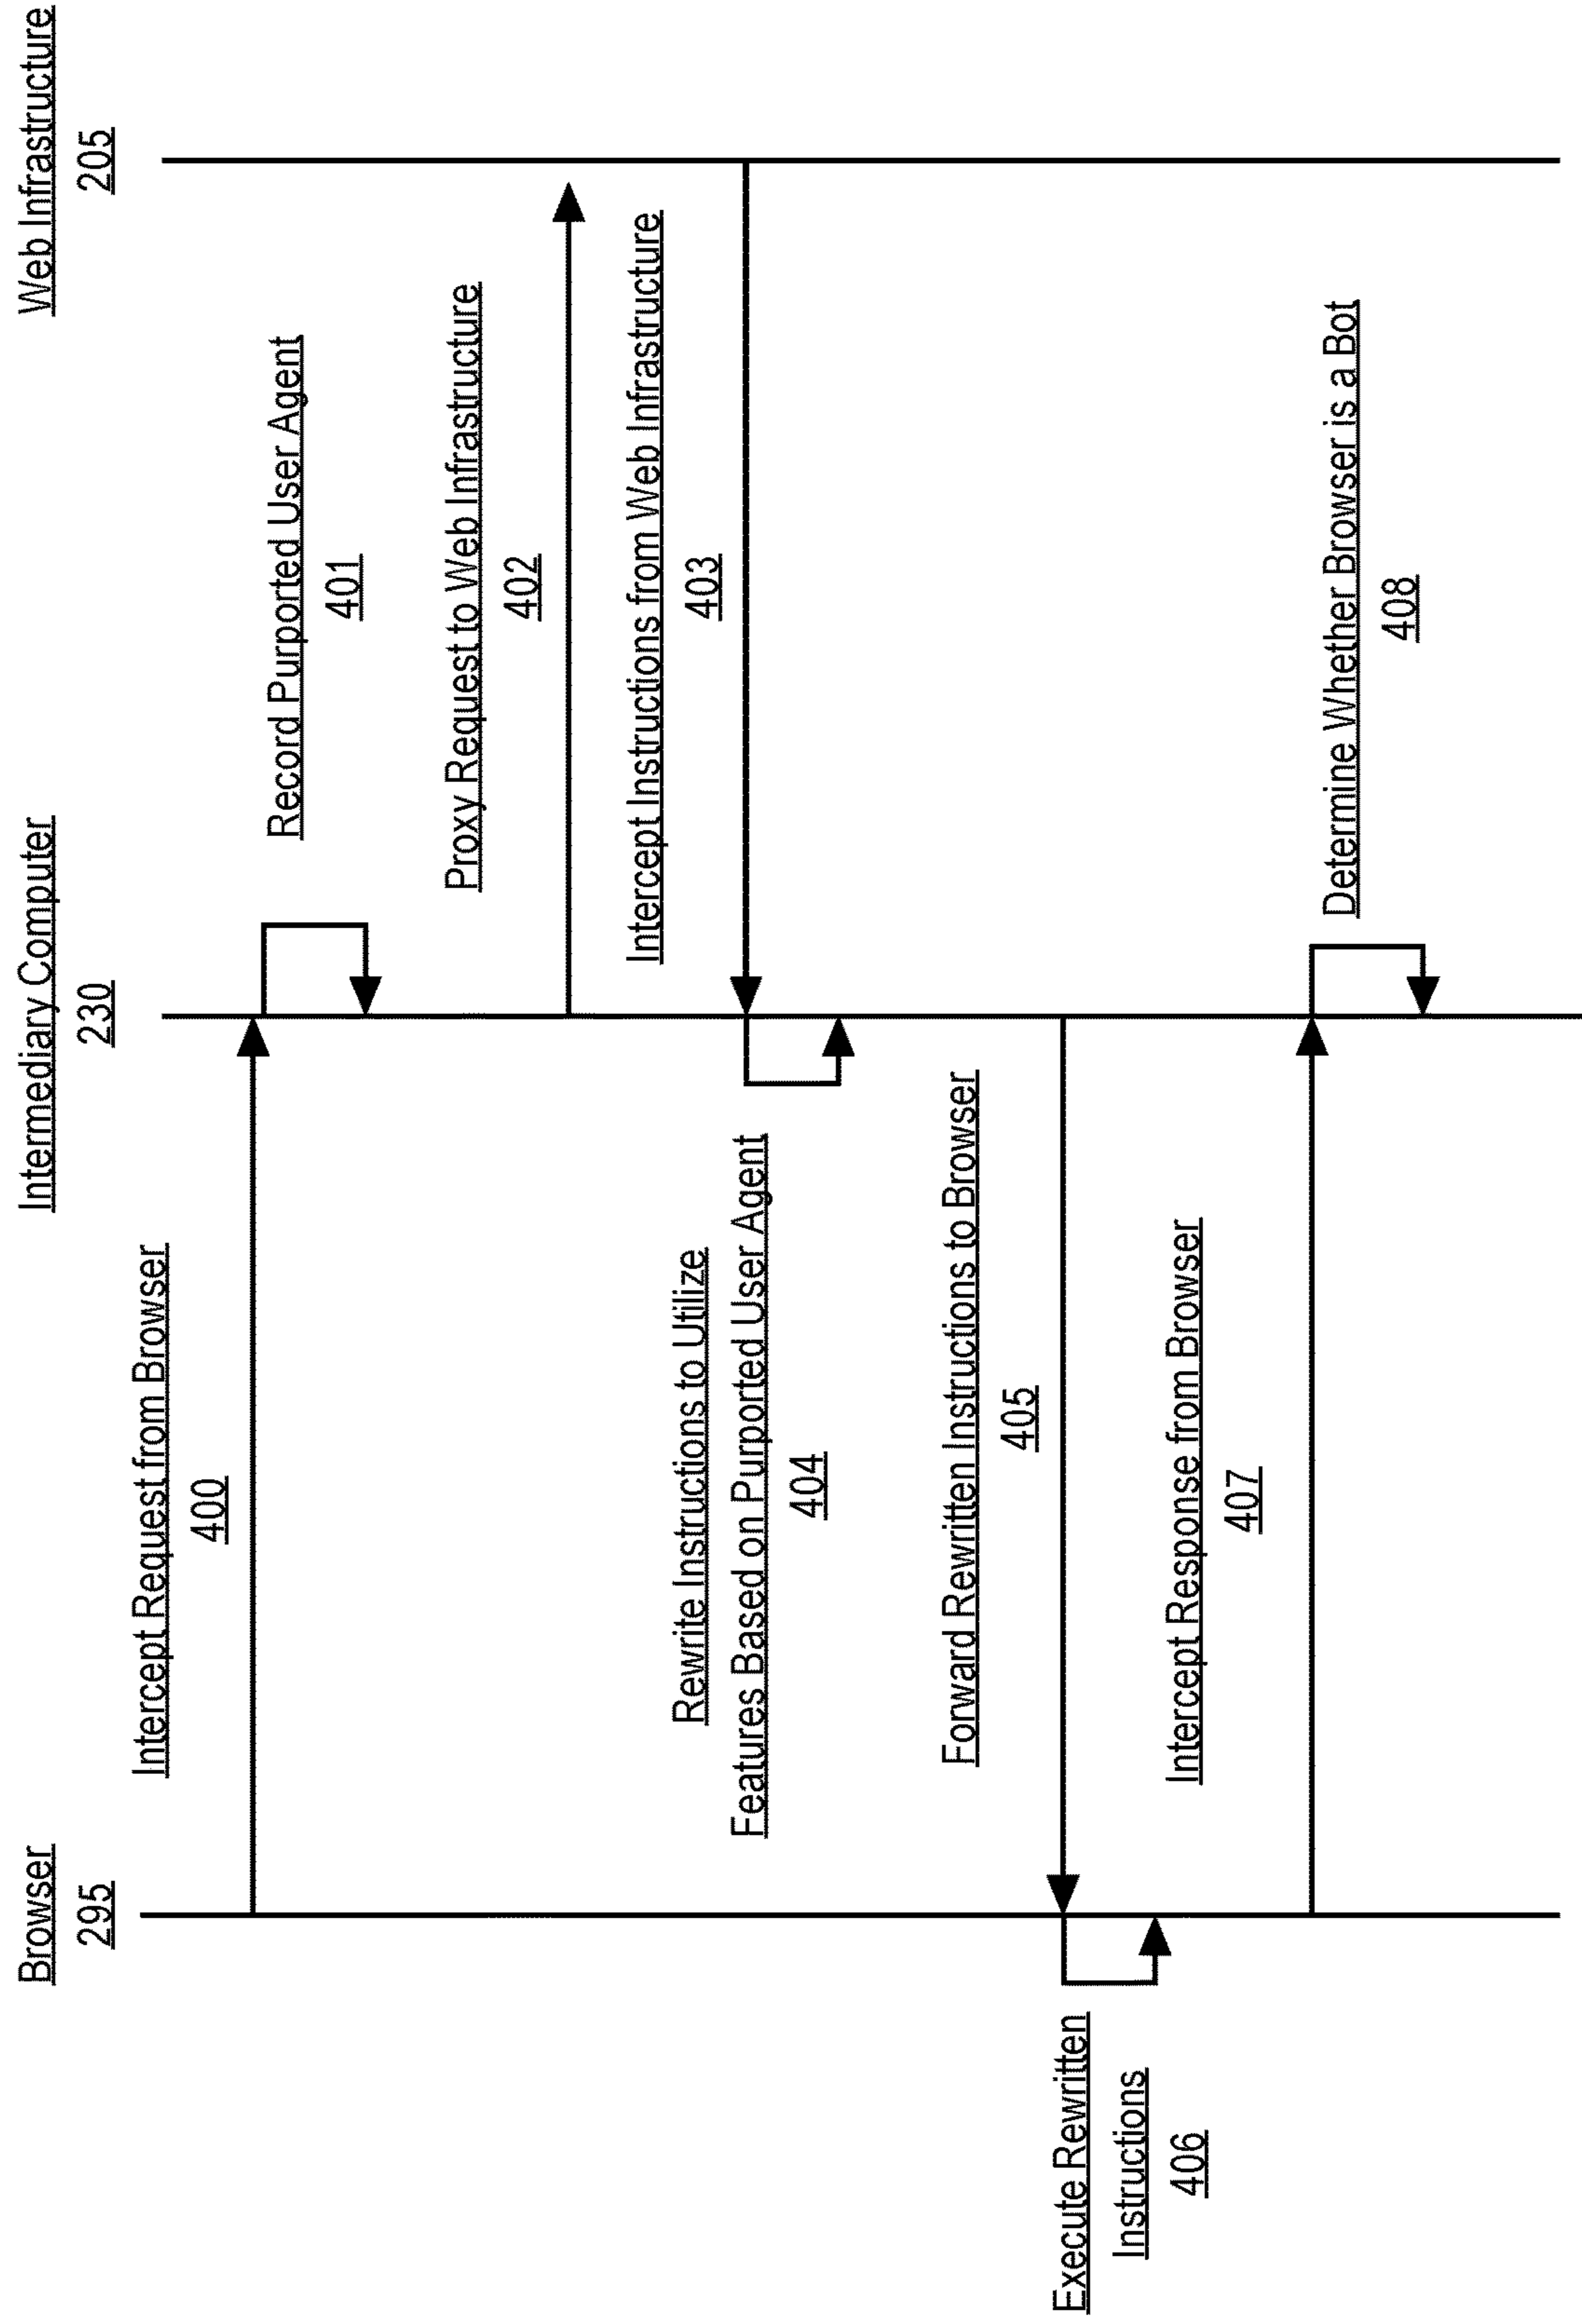 Browser
295
Intermediary Computer
230
Web Infrastructure
205
Intercept Request from Browser
400
Record Purported User Agent
401
Proxy Request to Web Infrastructure
402
Intercept Instructions from Web Infrastructure
403
Rewrite Instructions to Utilize
Features Based on Purported User Agent
404
Forward Rewritten Instructions to Browser
405
Execute Rewritten
Instructions
406
Intercept Response from Browser
407
Determine Whether Browser is a Bot
408